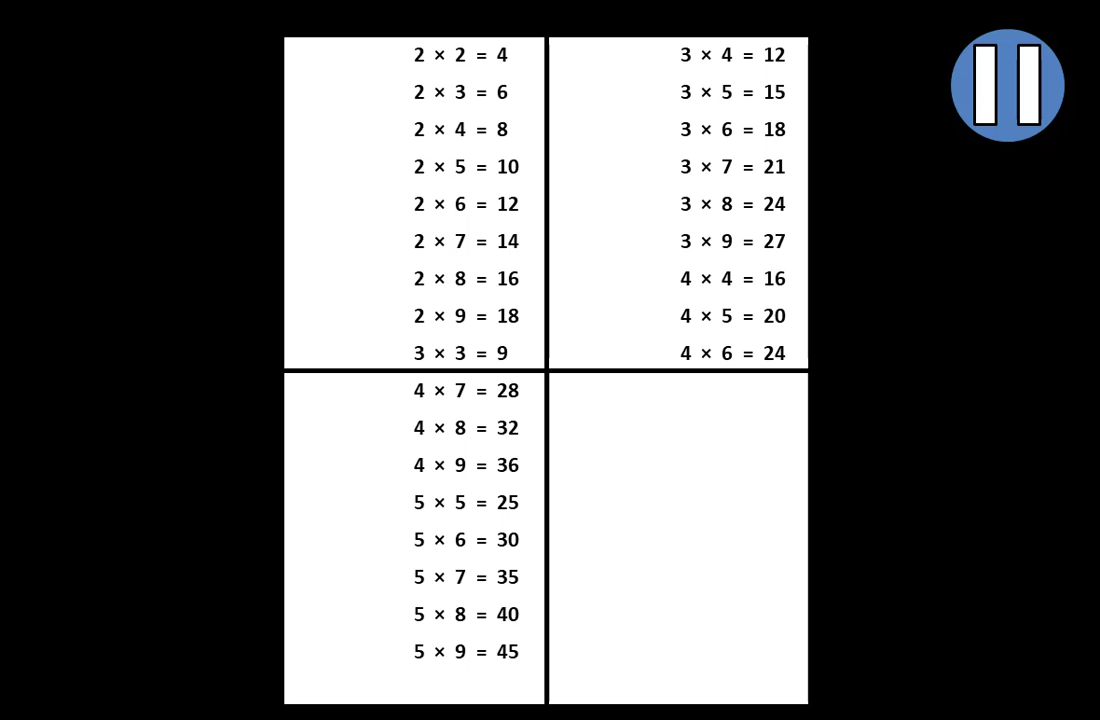 2 × 2 = 4
2 × 3 = 6
2 × 4 = 8
2 × 5 = 10
2 × 6 = 12
2 × 7 = 14
2 × 8 = 16
2 × 9 = 18
3 × 3 = 9
3 × 4 = 12
3 × 5 = 15
3 × 6 = 18
3 × 7 = 21
3 × 8 = 24
3 × 9 = 27
4 × 4 = 16
4 × 5 = 20
4 × 6 = 24
4 × 7 = 28
4 × 8 = 32
4 × 9 = 36
5 × 5 = 25
5 × 6 = 30
5 × 7 = 35
5 × 8 = 40
5 × 9 = 45